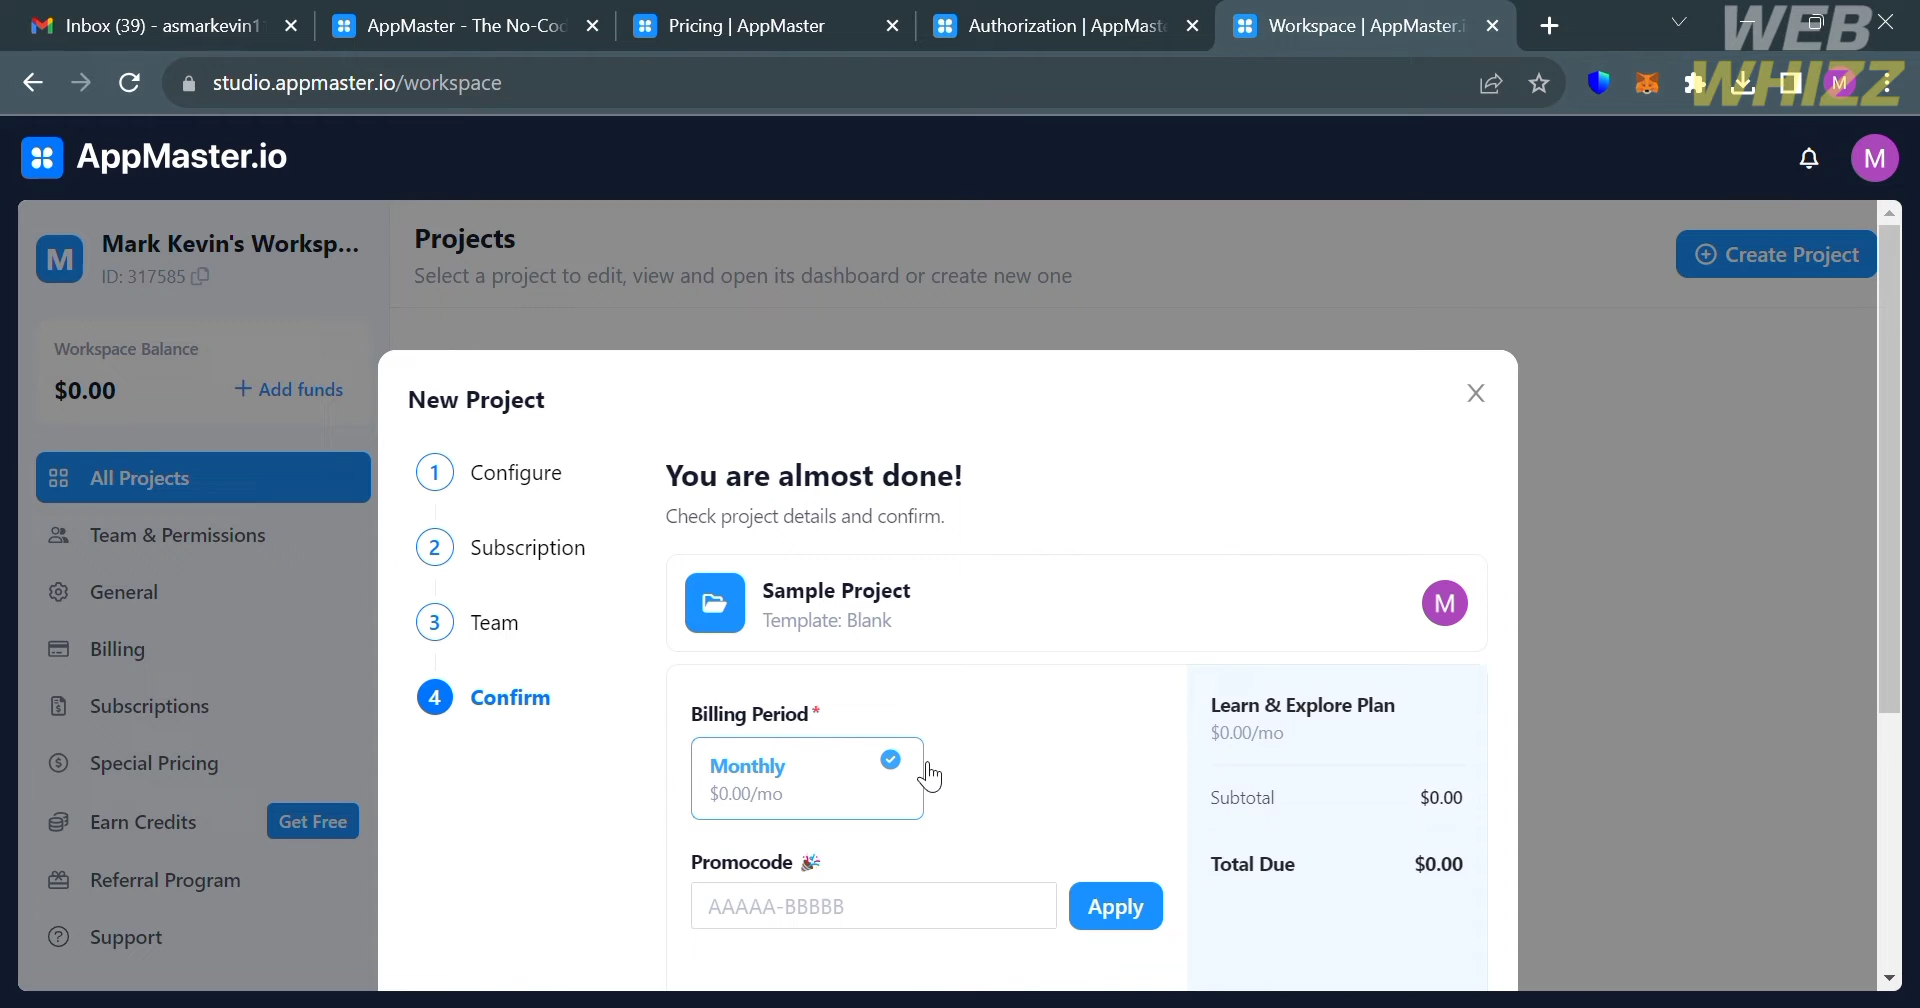 Inbox (39) - asmarkevin1
AppMaster - The No-Cod
Pricing | AppMaster
Authorization | AppMaste
Workspace | AppMaster.i
WEB
WHIZZ
studio.appmaster.io/workspace
M
AppMaster.io
M
M
Mark Kevin's Worksp...
ID: 317585
Projects
Select a project to edit, view and open its dashboard or create new one
Create Project
Workspace Balance
$0.00
+ Add funds
All Projects
Team & Permissions
General
Billing
Subscriptions
Special Pricing
Earn Credits
Get Free
Referral Program
Support
New Project
1 Configure
2 Subscription
3 Team
4 Confirm
You are almost done!
Check project details and confirm.
Sample Project
Template: Blank
M
Billing Period *
Monthly
$0.00/mo
Promocode 🎉
AAAAA-BBBBB
Apply
Learn & Explore Plan
$0.00/mo
Subtotal $0.00
Total Due $0.00